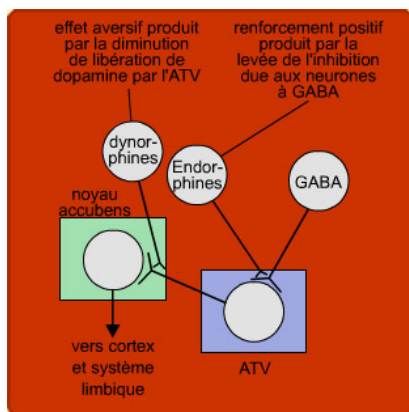 effet aversif produit
par la diminution
de libération de
dopamine par l'ATV
renforcement positif
produit par la
levée de l'inhibition
due aux neurones
à GABA
dynor-
phines
Endor-
phines
GABA
noyau
accubens
vers cortex
et système
limbique
ATV